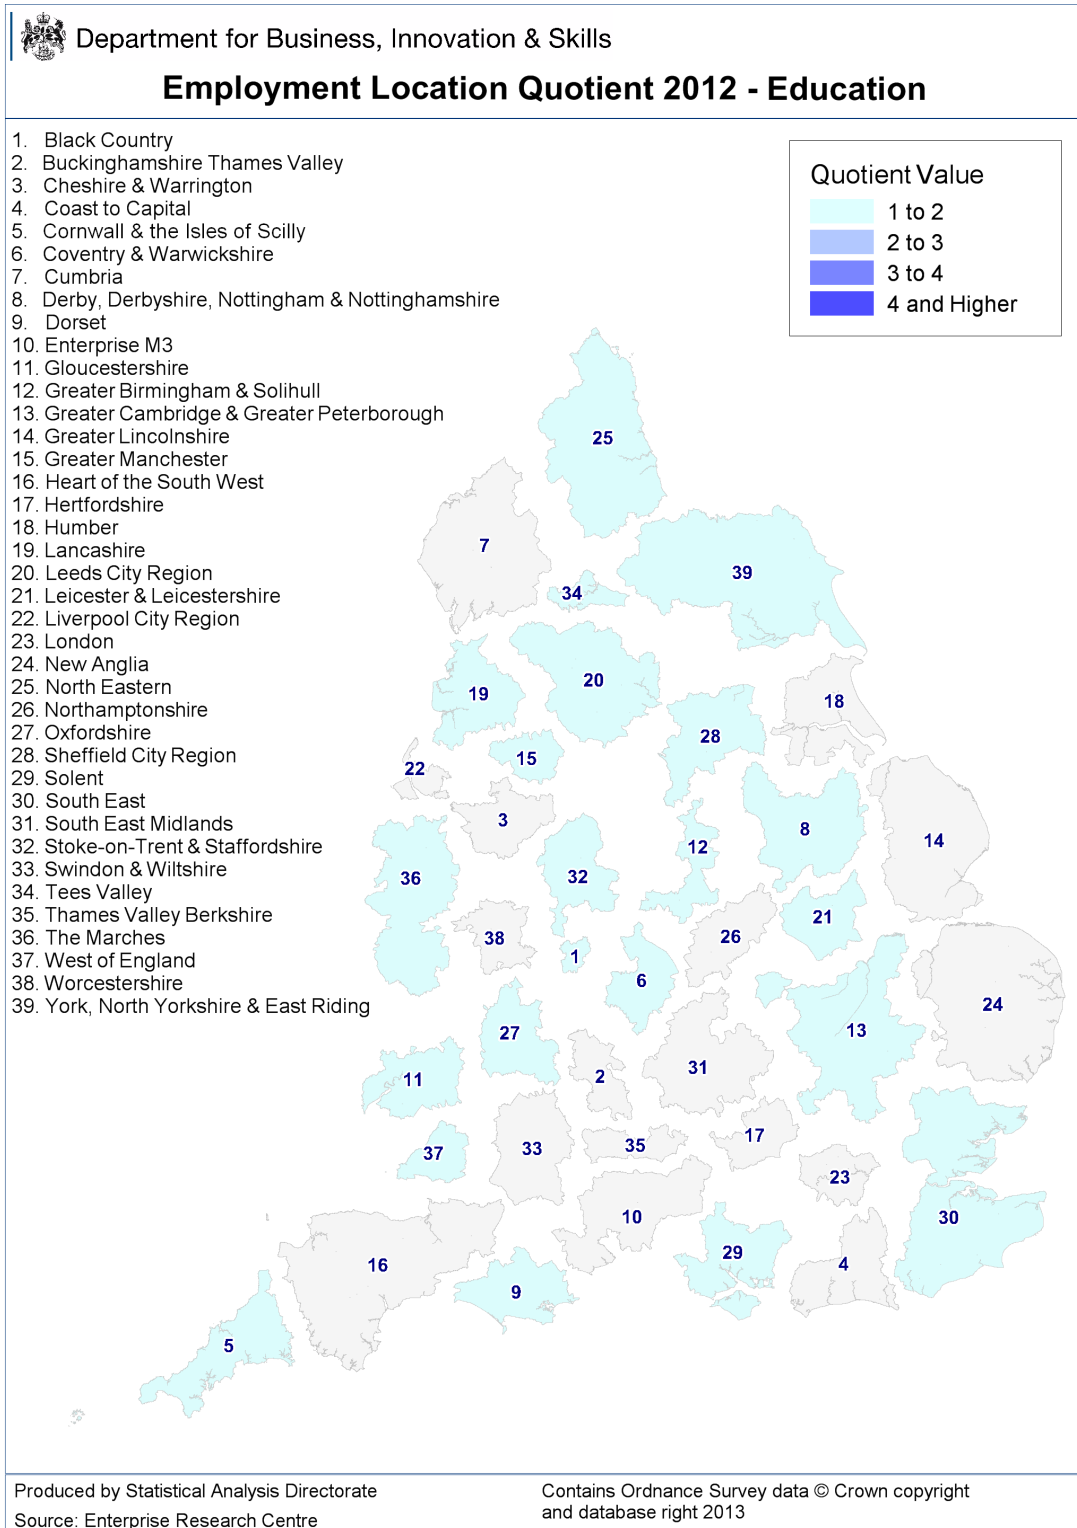 Department for Business, Innovation & Skills
Employment Location Quotient 2012 - Education
1. Black Country
2. Buckinghamshire Thames Valley
3. Cheshire & Warrington
4. Coast to Capital
5. Cornwall & the Isles of Scilly
6. Coventry & Warwickshire
7. Cumbria
8. Derby, Derbyshire, Nottingham & Nottinghamshire
9. Dorset
10. Enterprise M3
11. Gloucestershire
12. Greater Birmingham & Solihull
13. Greater Cambridge & Greater Peterborough
14. Greater Lincolnshire
15. Greater Manchester
16. Heart of the South West
17. Hertfordshire
18. Humber
19. Lancashire
20. Leeds City Region
21. Leicester & Leicestershire
22. Liverpool City Region
23. London
24. New Anglia
25. North Eastern
26. Northamptonshire
27. Oxfordshire
28. Sheffield City Region
29. Solent
30. South East
31. South East Midlands
32. Stoke-on-Trent & Staffordshire
33. Swindon & Wiltshire
34. Tees Valley
35. Thames Valley Berkshire
36. The Marches
37. West of England
38. Worcestershire
39. York, North Yorkshire & East Riding
Quotient Value
1 to 2
2 to 3
3 to 4
4 and Higher
25
7
39
34
20
19
18
28
15
22
3
8
12
14
36
32
21
26
38
1
6
24
13
27
31
2
11
17
35
33
37
23
10
30
29
4
16
9
5
Produced by Statistical Analysis Directorate
Source: Enterprise Research Centre
Contains Ordnance Survey data © Crown copyright
and database right 2013